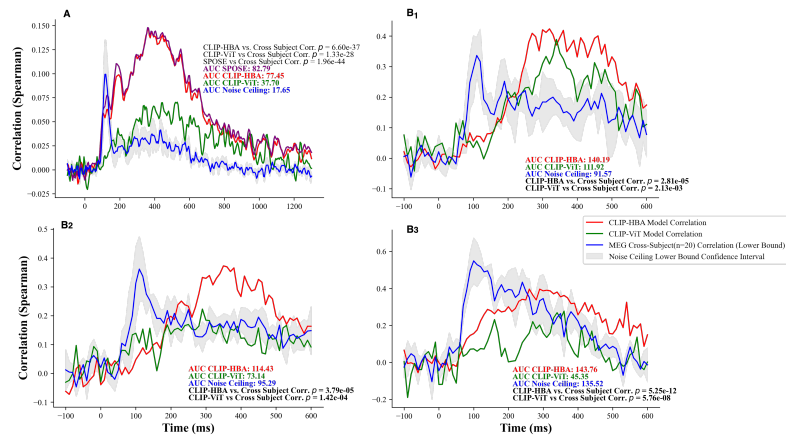 A
CLIP-HBA vs. Cross Subject Corr. p = 6.60e-37
CLIP-ViT vs Cross Subject Corr. p = 1.33e-28
SPOSE vs Cross Subject Corr. p = 1.96e-44
AUC SPOSE: 82.79
AUC CLIP-HBA: 77.45
AUC CLIP-ViT: 37.70
AUC Noise Ceiling: 17.65
Correlation (Spearman)
0.150
0.125
0.100
0.075
0.050
0.025
0.000
−0.025
0 200 400 600 800 1000 1200
B1
0.4
0.3
0.2
0.1
0.0
−0.1
AUC CLIP-HBA: 140.19
AUC CLIP-ViT: 111.92
AUC Noise Ceiling: 91.57
CLIP-HBA vs. Cross Subject Corr. p = 2.81e-05
CLIP-ViT vs Cross Subject Corr. p = 2.13e-03
−100 0 100 200 300 400 500 600
CLIP-HBA Model Correlation
CLIP-ViT Model Correlation
MEG Cross-Subject(n=20) Correlation (Lower Bound)
Noise Ceiling Lower Bound Confidence Interval
B2
Correlation (Spearman)
0.5
0.4
0.3
0.2
0.1
0.0
−0.1
AUC CLIP-HBA: 114.43
AUC CLIP-ViT: 73.14
AUC Noise Ceiling: 95.29
CLIP-HBA vs. Cross Subject Corr. p = 3.79e-05
CLIP-ViT vs Cross Subject Corr. p = 1.42e-04
−100 0 100 200 300 400 500 600
Time (ms)
B3
0.6
0.4
0.2
0.0
−0.2
AUC CLIP-HBA: 143.76
AUC CLIP-ViT: 45.35
AUC Noise Ceiling: 135.52
CLIP-HBA vs. Cross Subject Corr. p = 5.25e-12
CLIP-ViT vs Cross Subject Corr. p = 5.76e-08
−100 0 100 200 300 400 500 600
Time (ms)